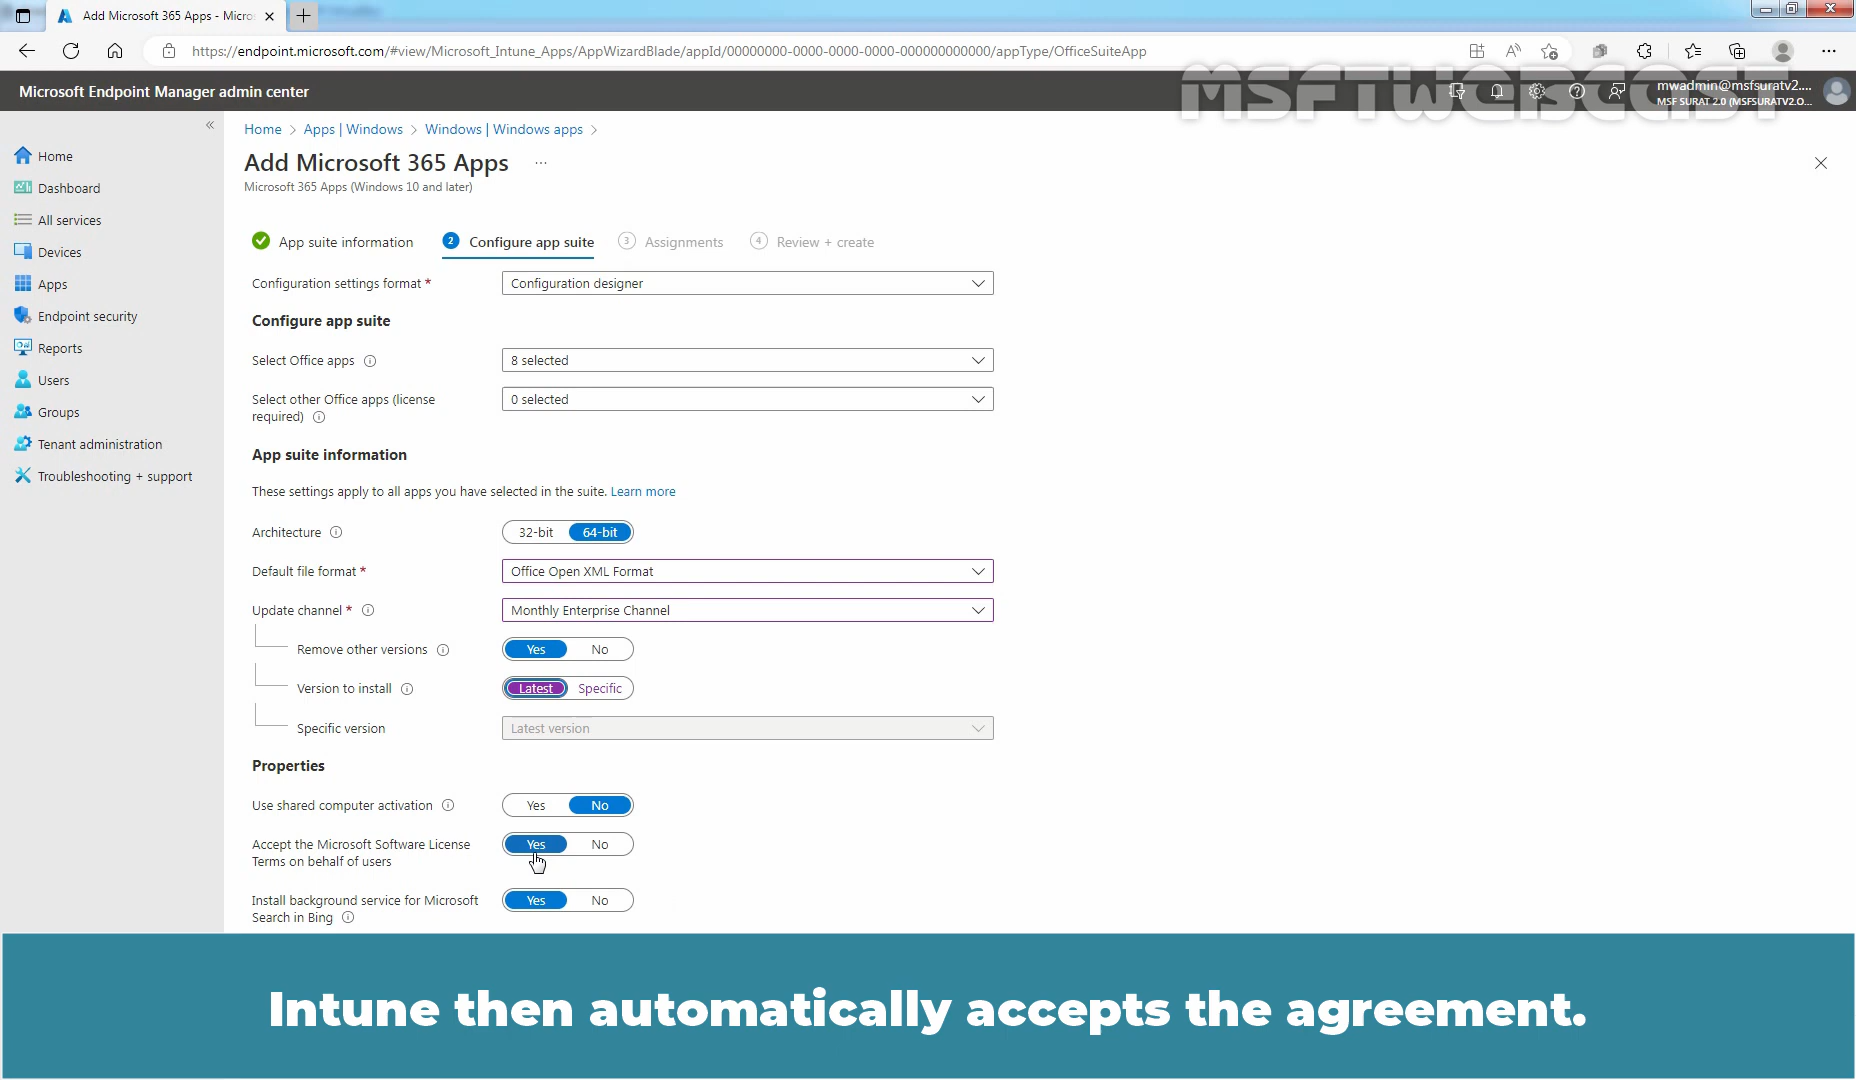 Add Microsoft 365 Apps - Micro
https://endpoint.microsoft.com/#view/Microsoft_Intune_Apps/AppWizardBlade/appId/00000000-0000-0000-0000-000000000000/appType/OfficeSuiteApp
MSFTWEBCAST
Microsoft Endpoint Manager admin center
mwadmin@msfsuratv2....
MSF SURAT 2.0 (MSFSURATV2.O...
Home
Dashboard
All services
Devices
Apps
Endpoint security
Reports
Users
Groups
Tenant administration
Troubleshooting + support
Home > Apps | Windows > Windows | Windows apps >
Add Microsoft 365 Apps ...
Microsoft 365 Apps (Windows 10 and later)
App suite information 2 Configure app suite 3 Assignments 4 Review + create
Configuration settings format * Configuration designer
Configure app suite
Select Office apps 8 selected
Select other Office apps (license required) 0 selected
App suite information
These settings apply to all apps you have selected in the suite. Learn more
Architecture 32-bit 64-bit
Default file format * Office Open XML Format
Update channel * Monthly Enterprise Channel
Remove other versions Yes No
Version to install Latest Specific
Specific version Latest version
Properties
Use shared computer activation Yes No
Accept the Microsoft Software License Terms on behalf of users Yes No
Install background service for Microsoft Search in Bing Yes No
Intune then automatically accepts the agreement.